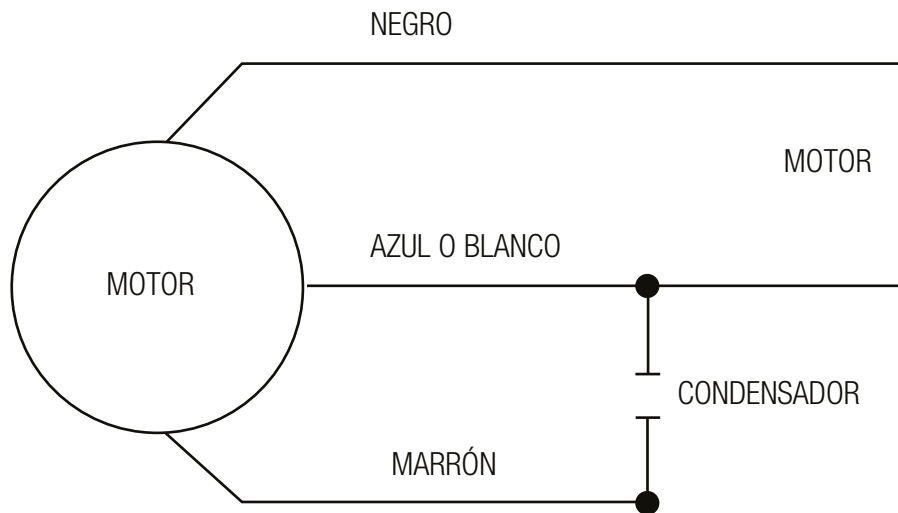 NEGRO
MOTOR
AZUL O BLANCO
MOTOR
CONDENSADOR
MARRÓN